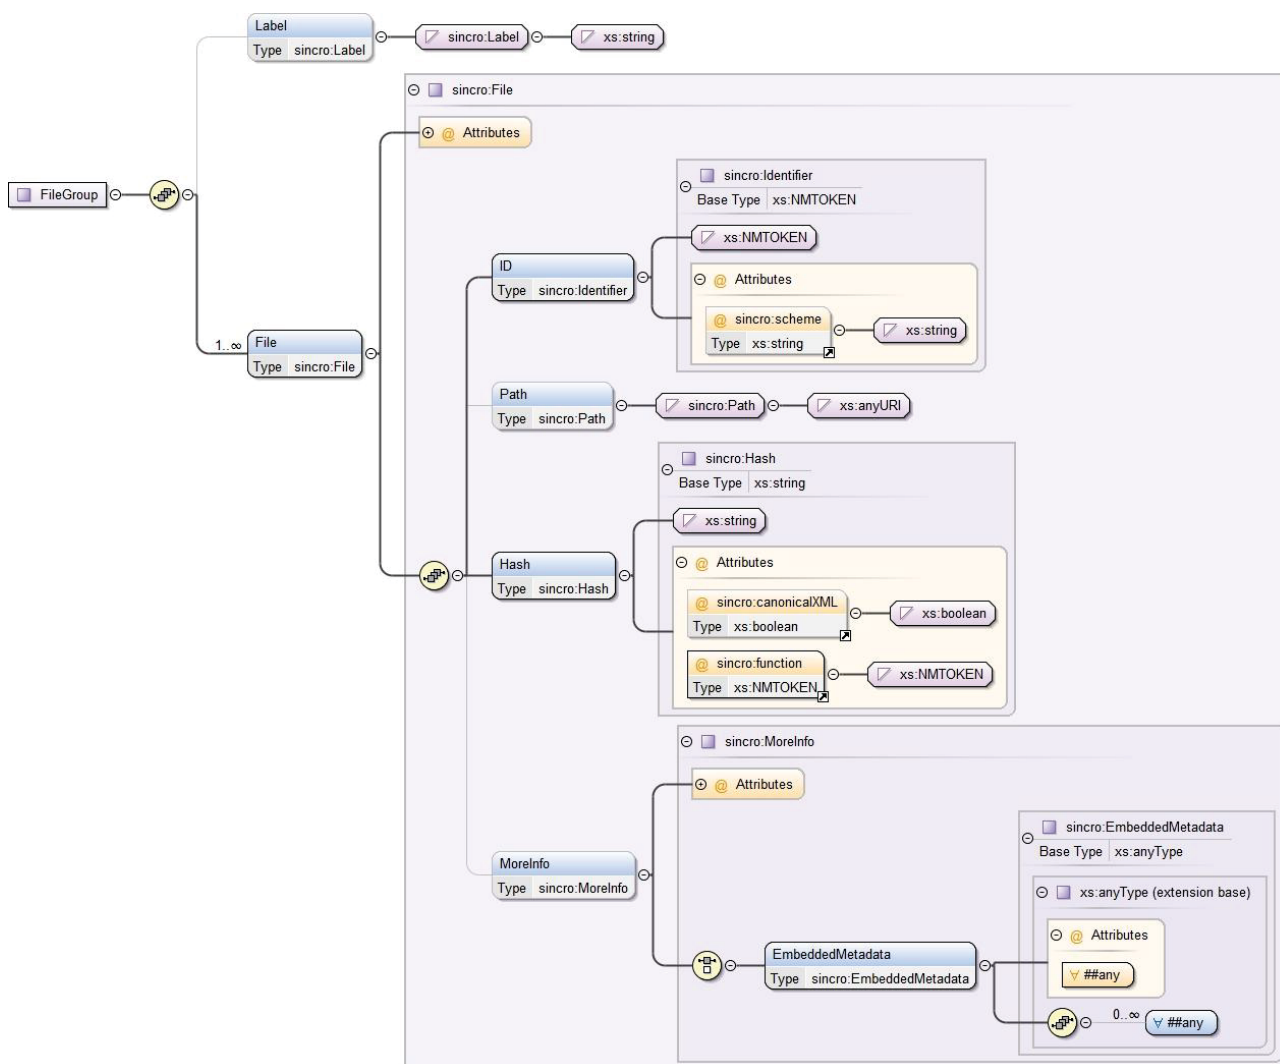 Label
Type sincro:Label
sincro:Label
xs:string
sincro:File
@ Attributes
FileGroup
sincro:Identifier
Base Type xs:NMTOKEN
xs:NMTOKEN
ID
Type sincro:Identifier
@ Attributes
@ sincro:scheme
Type xs:string
xs:string
1..∞
File
Type sincro:File
Path
Type sincro:Path
sincro:Path
xs:anyURI
sincro:Hash
Base Type xs:string
xs:string
Hash
Type sincro:Hash
@ Attributes
@ sincro:canonicalXML
Type xs:boolean
xs:boolean
@ sincro:function
Type xs:NMTOKEN
xs:NMTOKEN
sincro:MoreInfo
@ Attributes
MoreInfo
Type sincro:MoreInfo
sincro:EmbeddedMetadata
Base Type xs:anyType
xs:anyType (extension base)
@ Attributes
∀ ##any
EmbeddedMetadata
Type sincro:EmbeddedMetadata
0..∞
∀ ##any